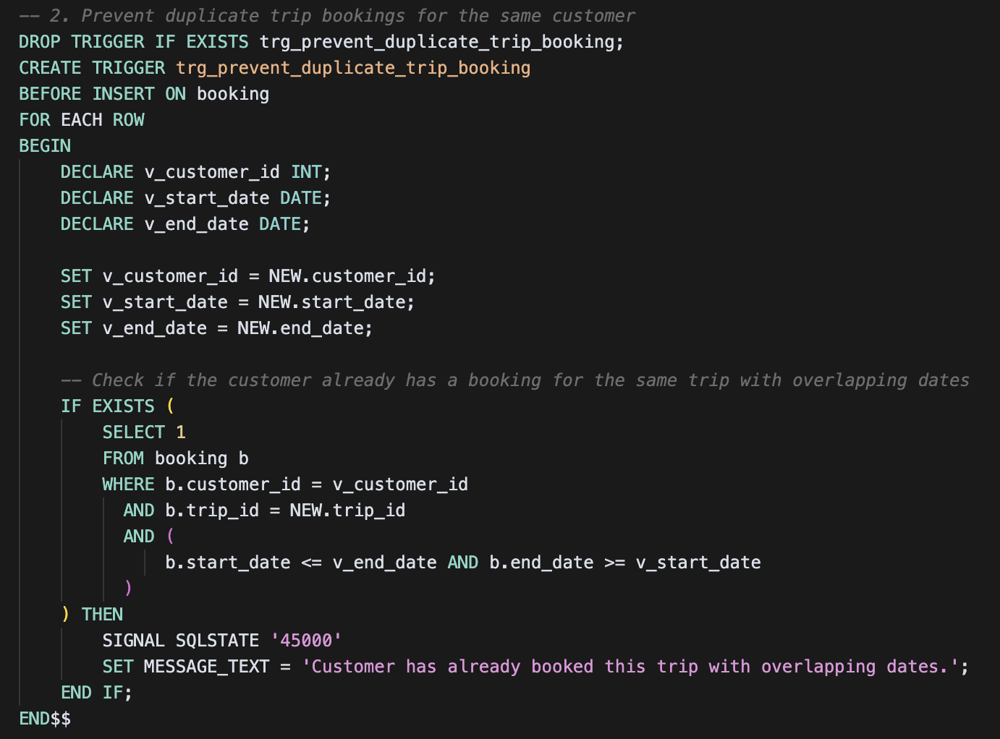 -- 2. Prevent duplicate trip bookings for the same customer
DROP TRIGGER IF EXISTS trg_prevent_duplicate_trip_booking;
CREATE TRIGGER trg_prevent_duplicate_trip_booking
BEFORE INSERT ON booking
FOR EACH ROW
BEGIN
    DECLARE v_customer_id INT;
    DECLARE v_start_date DATE;
    DECLARE v_end_date DATE;

    SET v_customer_id = NEW.customer_id;
    SET v_start_date = NEW.start_date;
    SET v_end_date = NEW.end_date;

    -- Check if the customer already has a booking for the same trip with overlapping dates
    IF EXISTS (
        SELECT 1
        FROM booking b
        WHERE b.customer_id = v_customer_id
          AND b.trip_id = NEW.trip_id
          AND (
              b.start_date <= v_end_date AND b.end_date >= v_start_date
          )
    ) THEN
        SIGNAL SQLSTATE '45000'
        SET MESSAGE_TEXT = 'Customer has already booked this trip with overlapping dates.';
    END IF;
END$$